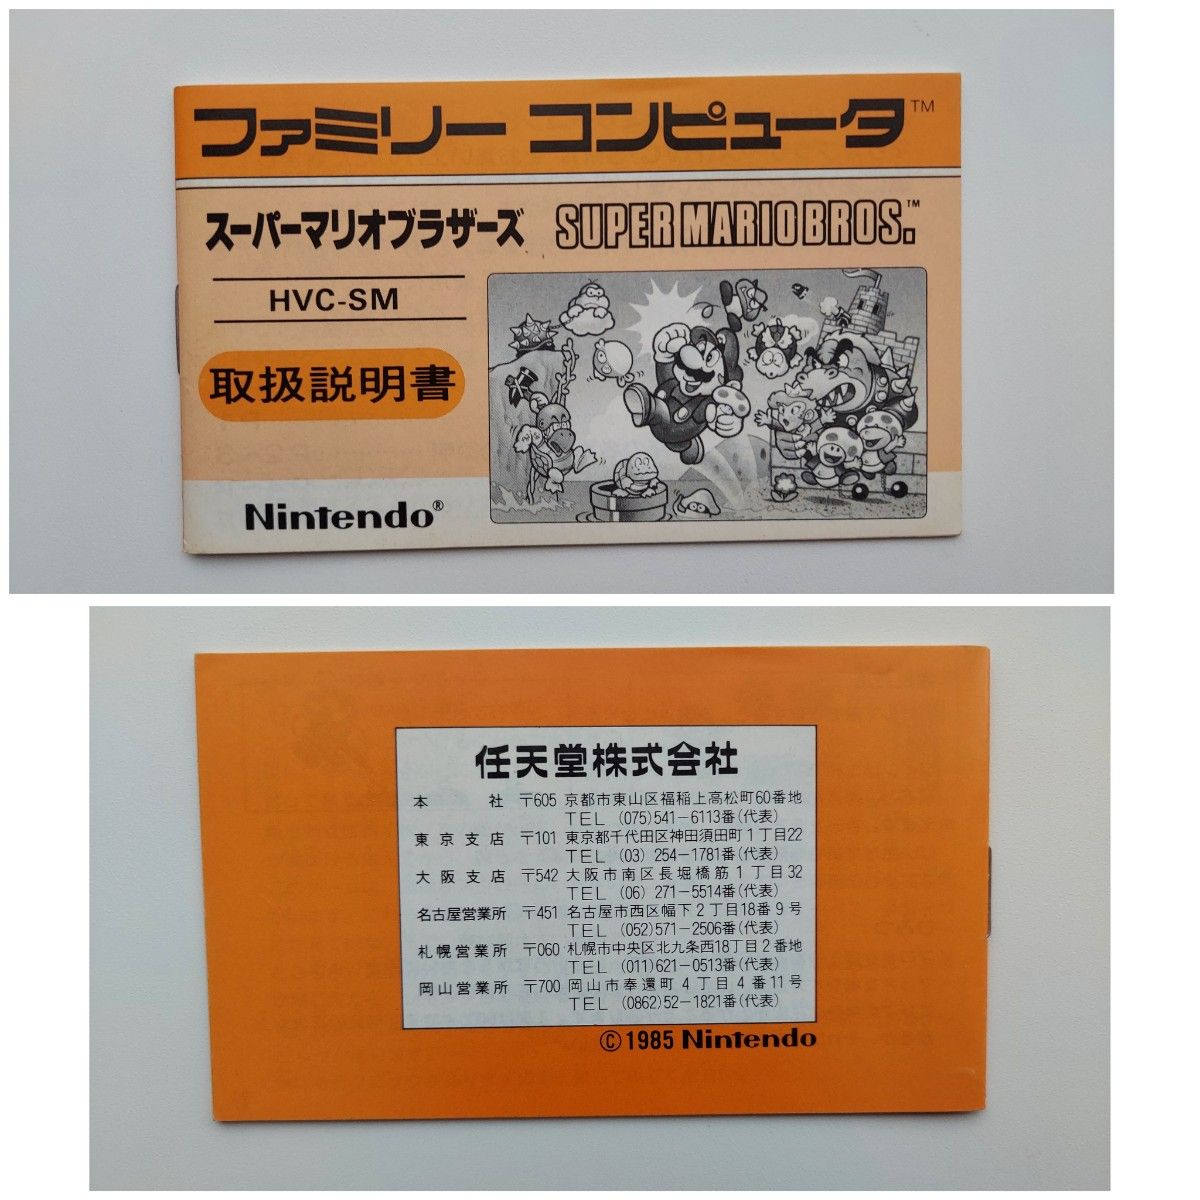 ファミリー コンピュータ™
スーパーマリオブラザーズ SUPER MARIO BROS.™
HVC-SM
取扱説明書
Nintendo®
任天堂株式会社
本社 〒605 京都市東山区福稲上高松町60番地
TEL (075)541-6113番(代表)
東京支店 〒101 東京都千代田区神田須田町1丁目22
TEL (03) 254-1781番(代表)
大阪支店 〒542 大阪市南区長堀橋筋1丁目32
TEL (06) 271-5514番(代表)
名古屋営業所 〒451 名古屋市西区幅下2丁目18番9号
TEL (052)571-2506番(代表)
札幌営業所 〒060 札幌市中央区北九条西18丁目2番地
TEL (011)621-0513番(代表)
岡山営業所 〒700 岡山市奉還町4丁目4番11号
TEL (0862)52-1821番(代表)
©1985 Nintendo